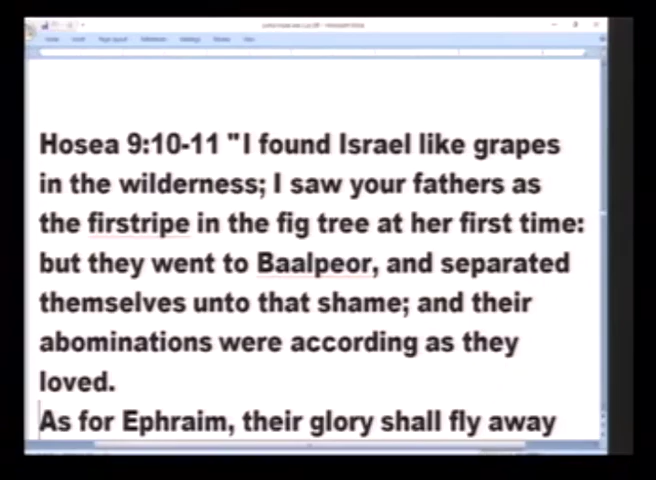 Hosea 9:10-11 "I found Israel like grapes
in the wilderness; I saw your fathers as
the firstripe in the fig tree at her first time:
but they went to Baalpeor, and separated
themselves unto that shame; and their
abominations were according as they
loved.
As for Ephraim, their glory shall fly away